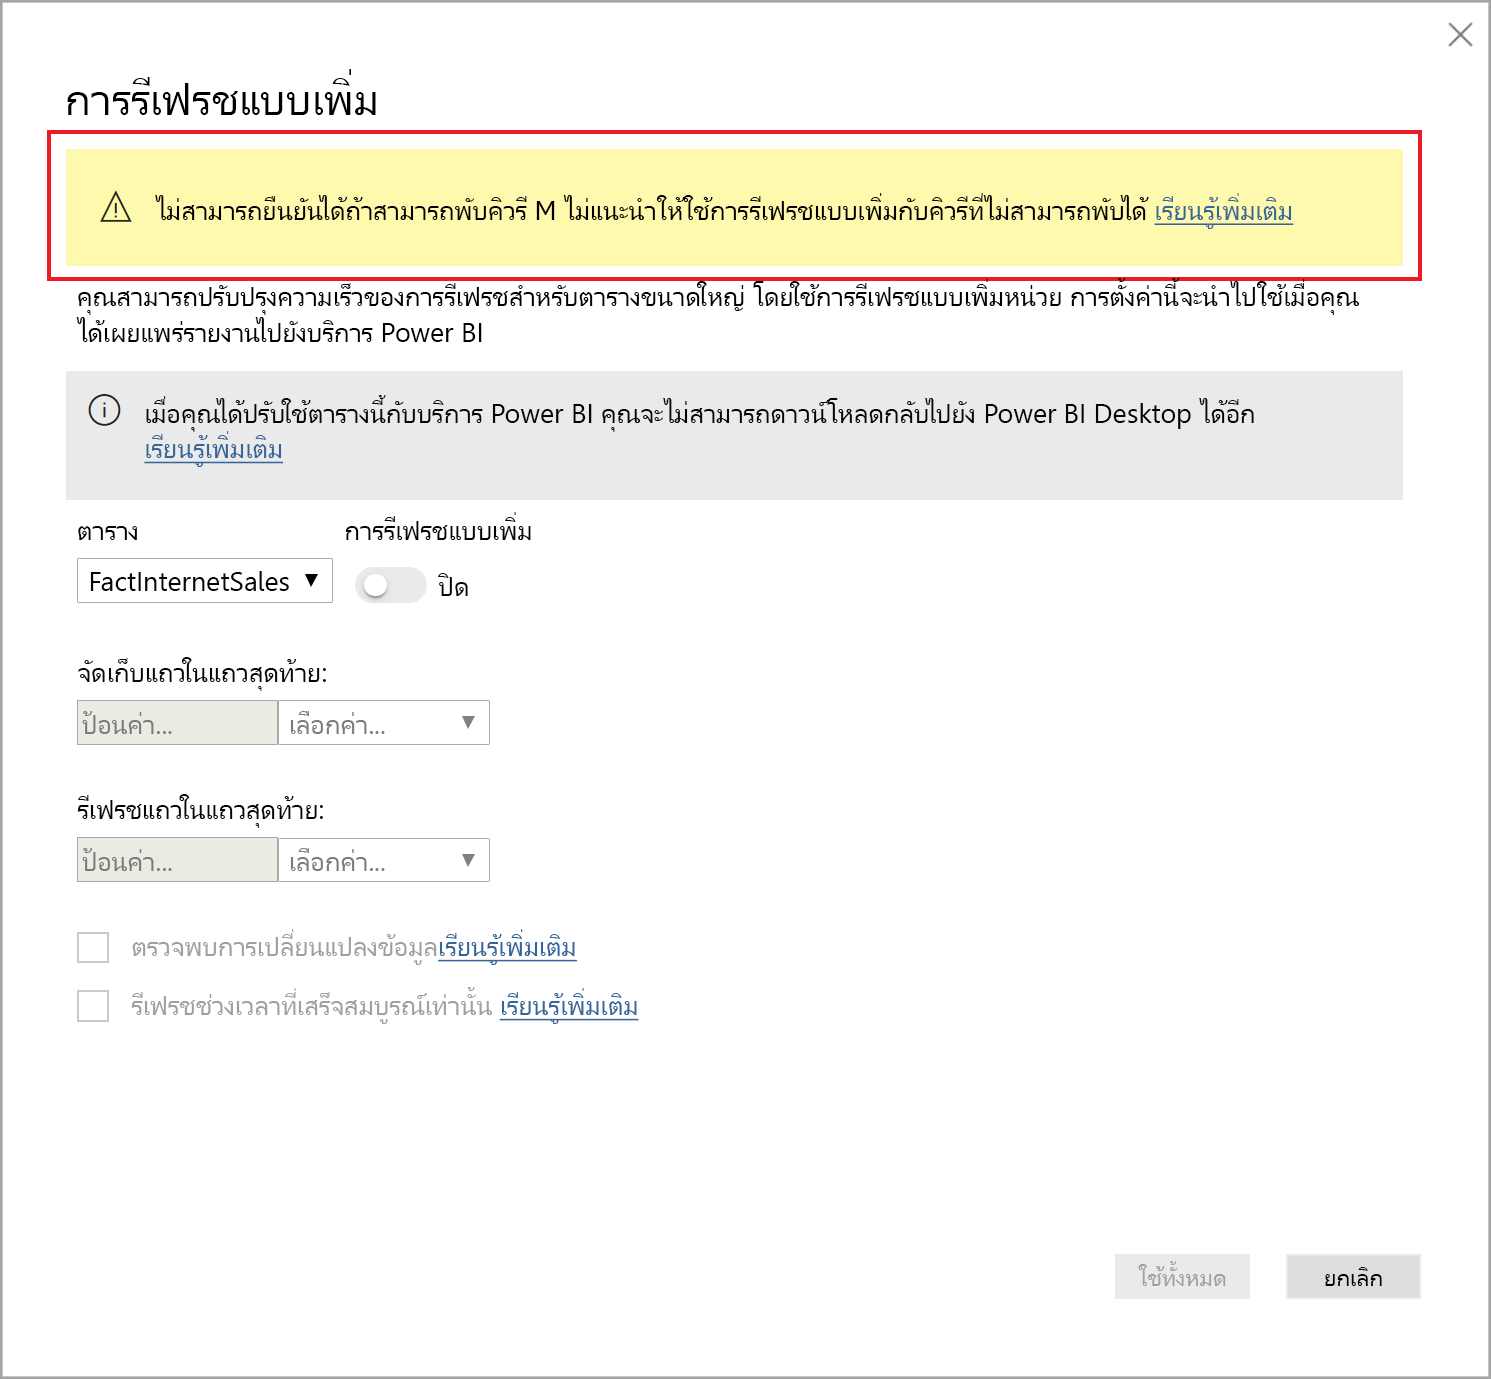 การรีเฟรชแบบเพิ่ม
ไม่สามารถยืนยันได้ถ้าสามารถพับคิวรี M ไม่แนะนำให้ใช้การรีเฟรชแบบเพิ่มกับคิวรีที่ไม่สามารถพับได้ เรียนรู้เพิ่มเติม
คุณสามารถปรับปรุงความเร็วของการรีเฟรชสำหรับตารางขนาดใหญ่ โดยใช้การรีเฟรชแบบเพิ่มหน่วย การตั้งค่านี้จะนำไปใช้เมื่อคุณ
ได้เผยแพร่รายงานไปยังบริการ Power BI
เมื่อคุณได้ปรับใช้ตารางนี้กับบริการ Power BI คุณจะไม่สามารถดาวน์โหลดกลับไปยัง Power BI Desktop ได้อีก
เรียนรู้เพิ่มเติม
ตาราง การรีเฟรชแบบเพิ่ม
FactInternetSales ปิด
จัดเก็บแถวในแถวสุดท้าย:
ป้อนค่า... เลือกค่า...
รีเฟรชแถวในแถวสุดท้าย:
ป้อนค่า... เลือกค่า...
ตรวจพบการเปลี่ยนแปลงข้อมูลเรียนรู้เพิ่มเติม
รีเฟรชช่วงเวลาที่เสร็จสมบูรณ์เท่านั้น เรียนรู้เพิ่มเติม
ใช้ทั้งหมด ยกเลิก